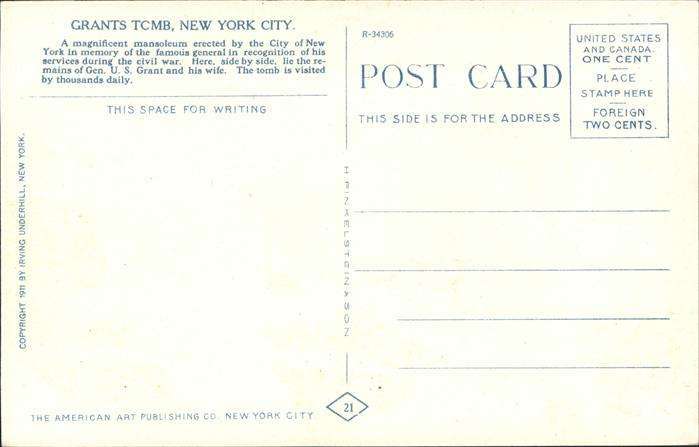 GRANTS TCMB, NEW YORK CITY.
A magnificent mansoleum erected by the City of New
York in memory of the famous general in recognition of his
services during the civil war. Here, side by side, lie the re-
mains of Gen. U. S. Grant and his wife. The tomb is visited
by thousands daily.
THIS SPACE FOR WRITING
COPYRIGHT 1911 BY IRVING UNDERHILL, NEW YORK.
THE AMERICAN ART PUBLISHING CO. NEW YORK CITY
H FINKELSTEIN & SON
21
R-34306
POST CARD
THIS SIDE IS FOR THE ADDRESS
UNITED STATES
AND CANADA.
ONE CENT
PLACE
STAMP HERE
FOREIGN
TWO CENTS.